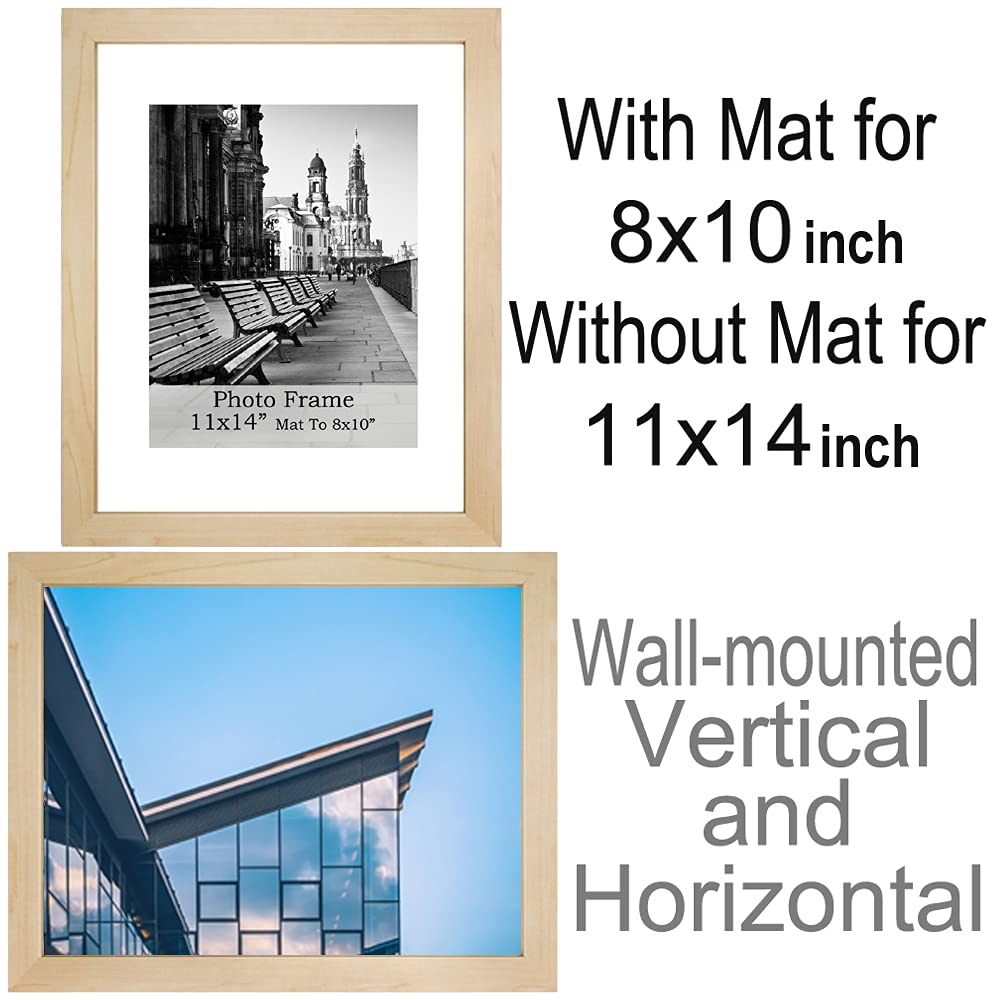 With Mat for
8x10 inch
Without Mat for
11x14 inch
Photo Frame
11x14” Mat To 8x10”
Wall-mounted
Vertical
and
Horizontal